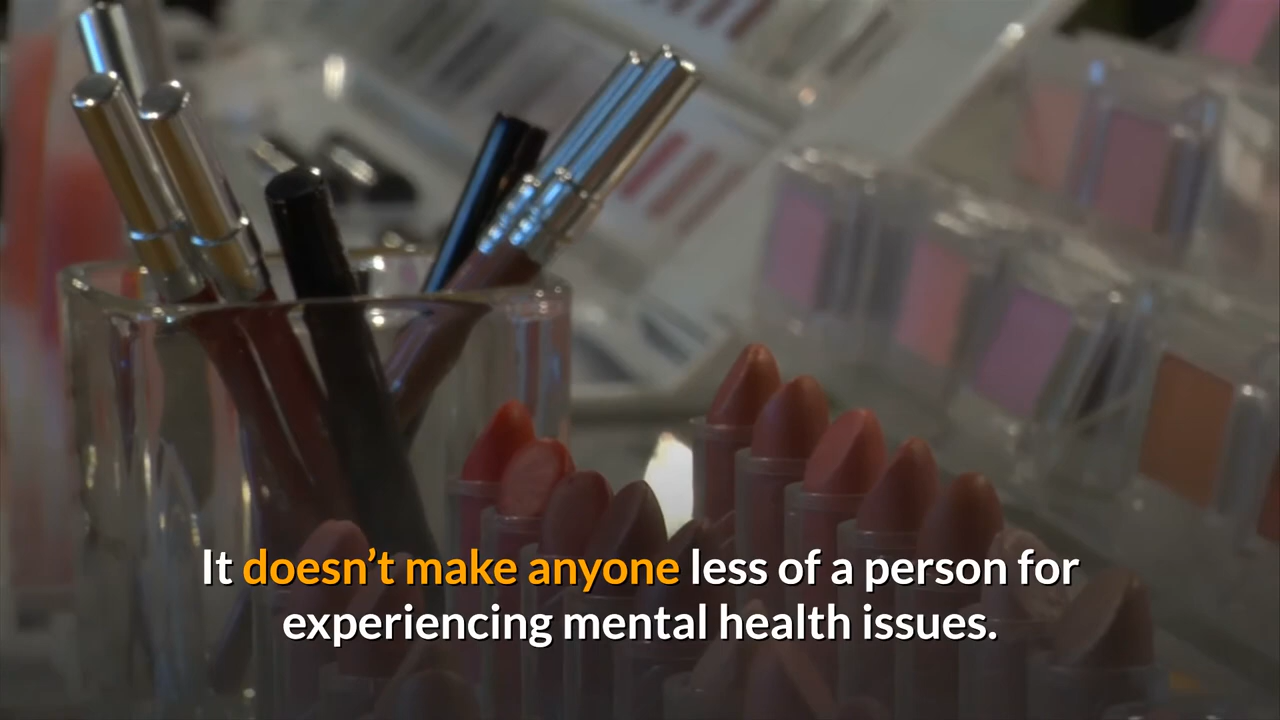 It doesn’t make anyone less of a person for
experiencing mental health issues.